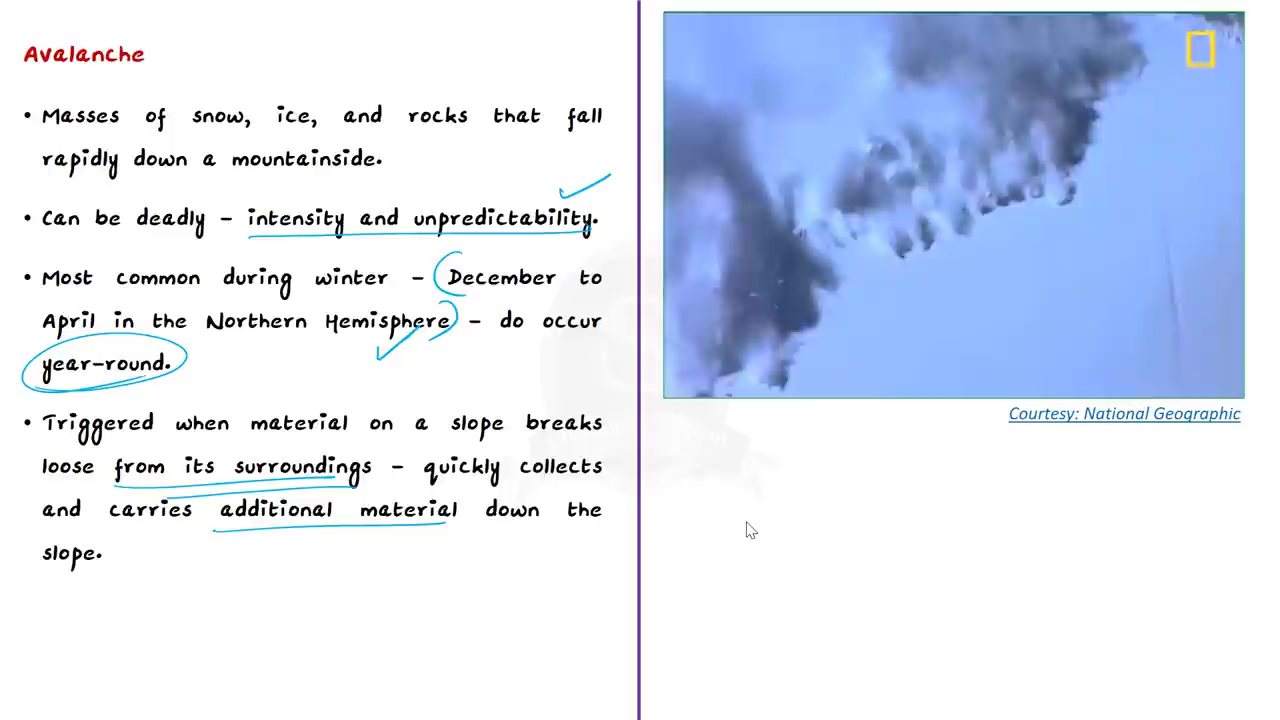 Avalanche
• Masses of snow, ice, and rocks that fall
rapidly down a mountainside.
• Can be deadly – intensity and unpredictability.
• Most common during winter – (December to
April in the Northern Hemisphere) – do occur
year-round.
• Triggered when material on a slope breaks
loose from its surroundings – quickly collects
and carries additional material down the
slope.
Courtesy: National Geographic